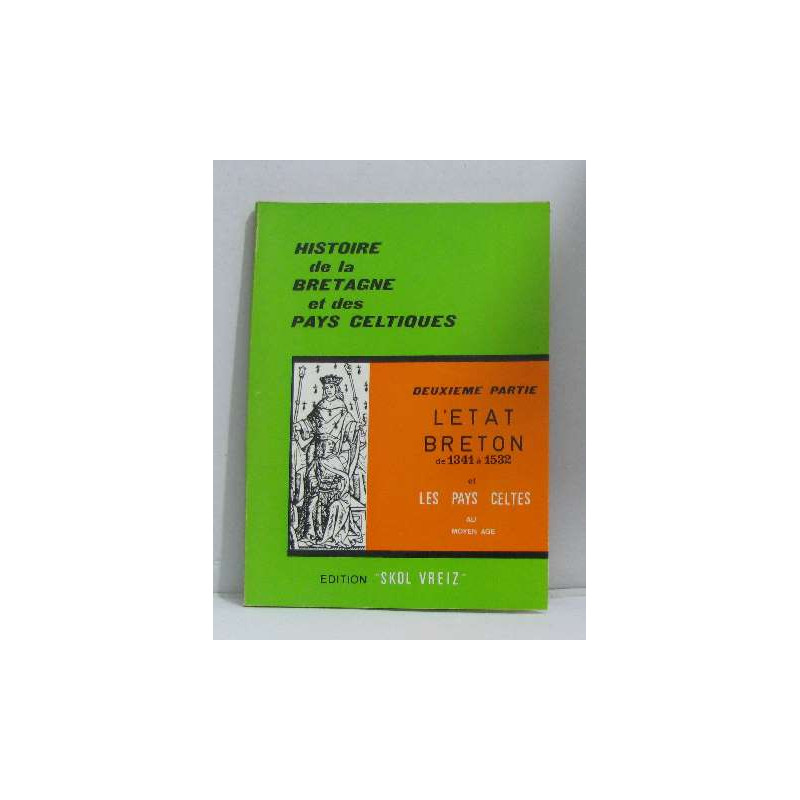 HISTOIRE
de la
BRETAGNE
et des
PAYS CELTIQUES
DEUXIEME PARTIE
L'ETAT
BRETON
de 1341 à 1532
et
LES PAYS CELTES
AU
MOYEN AGE
EDITION "SKOL VREIZ"